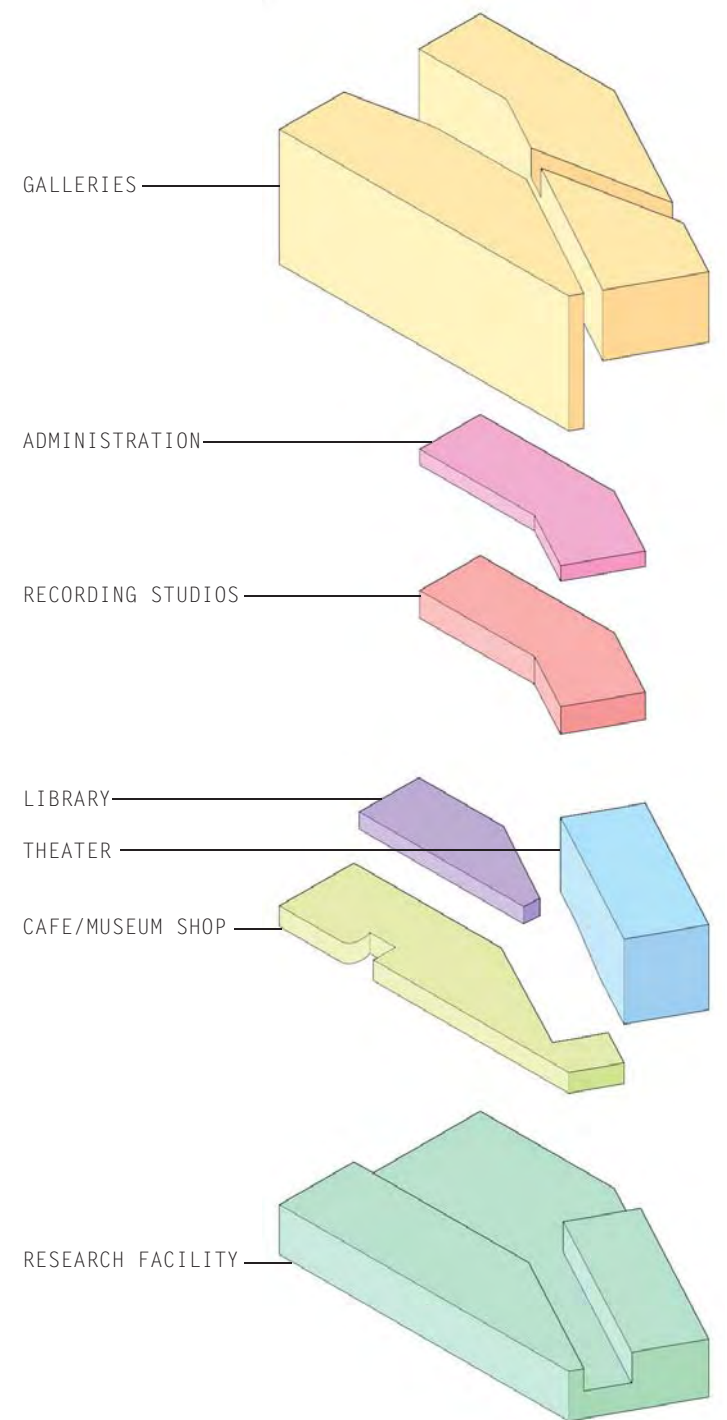 GALLERIES
ADMINISTRATION
RECORDING STUDIOS
LIBRARY
THEATER
CAFE/MUSEUM SHOP
RESEARCH FACILITY